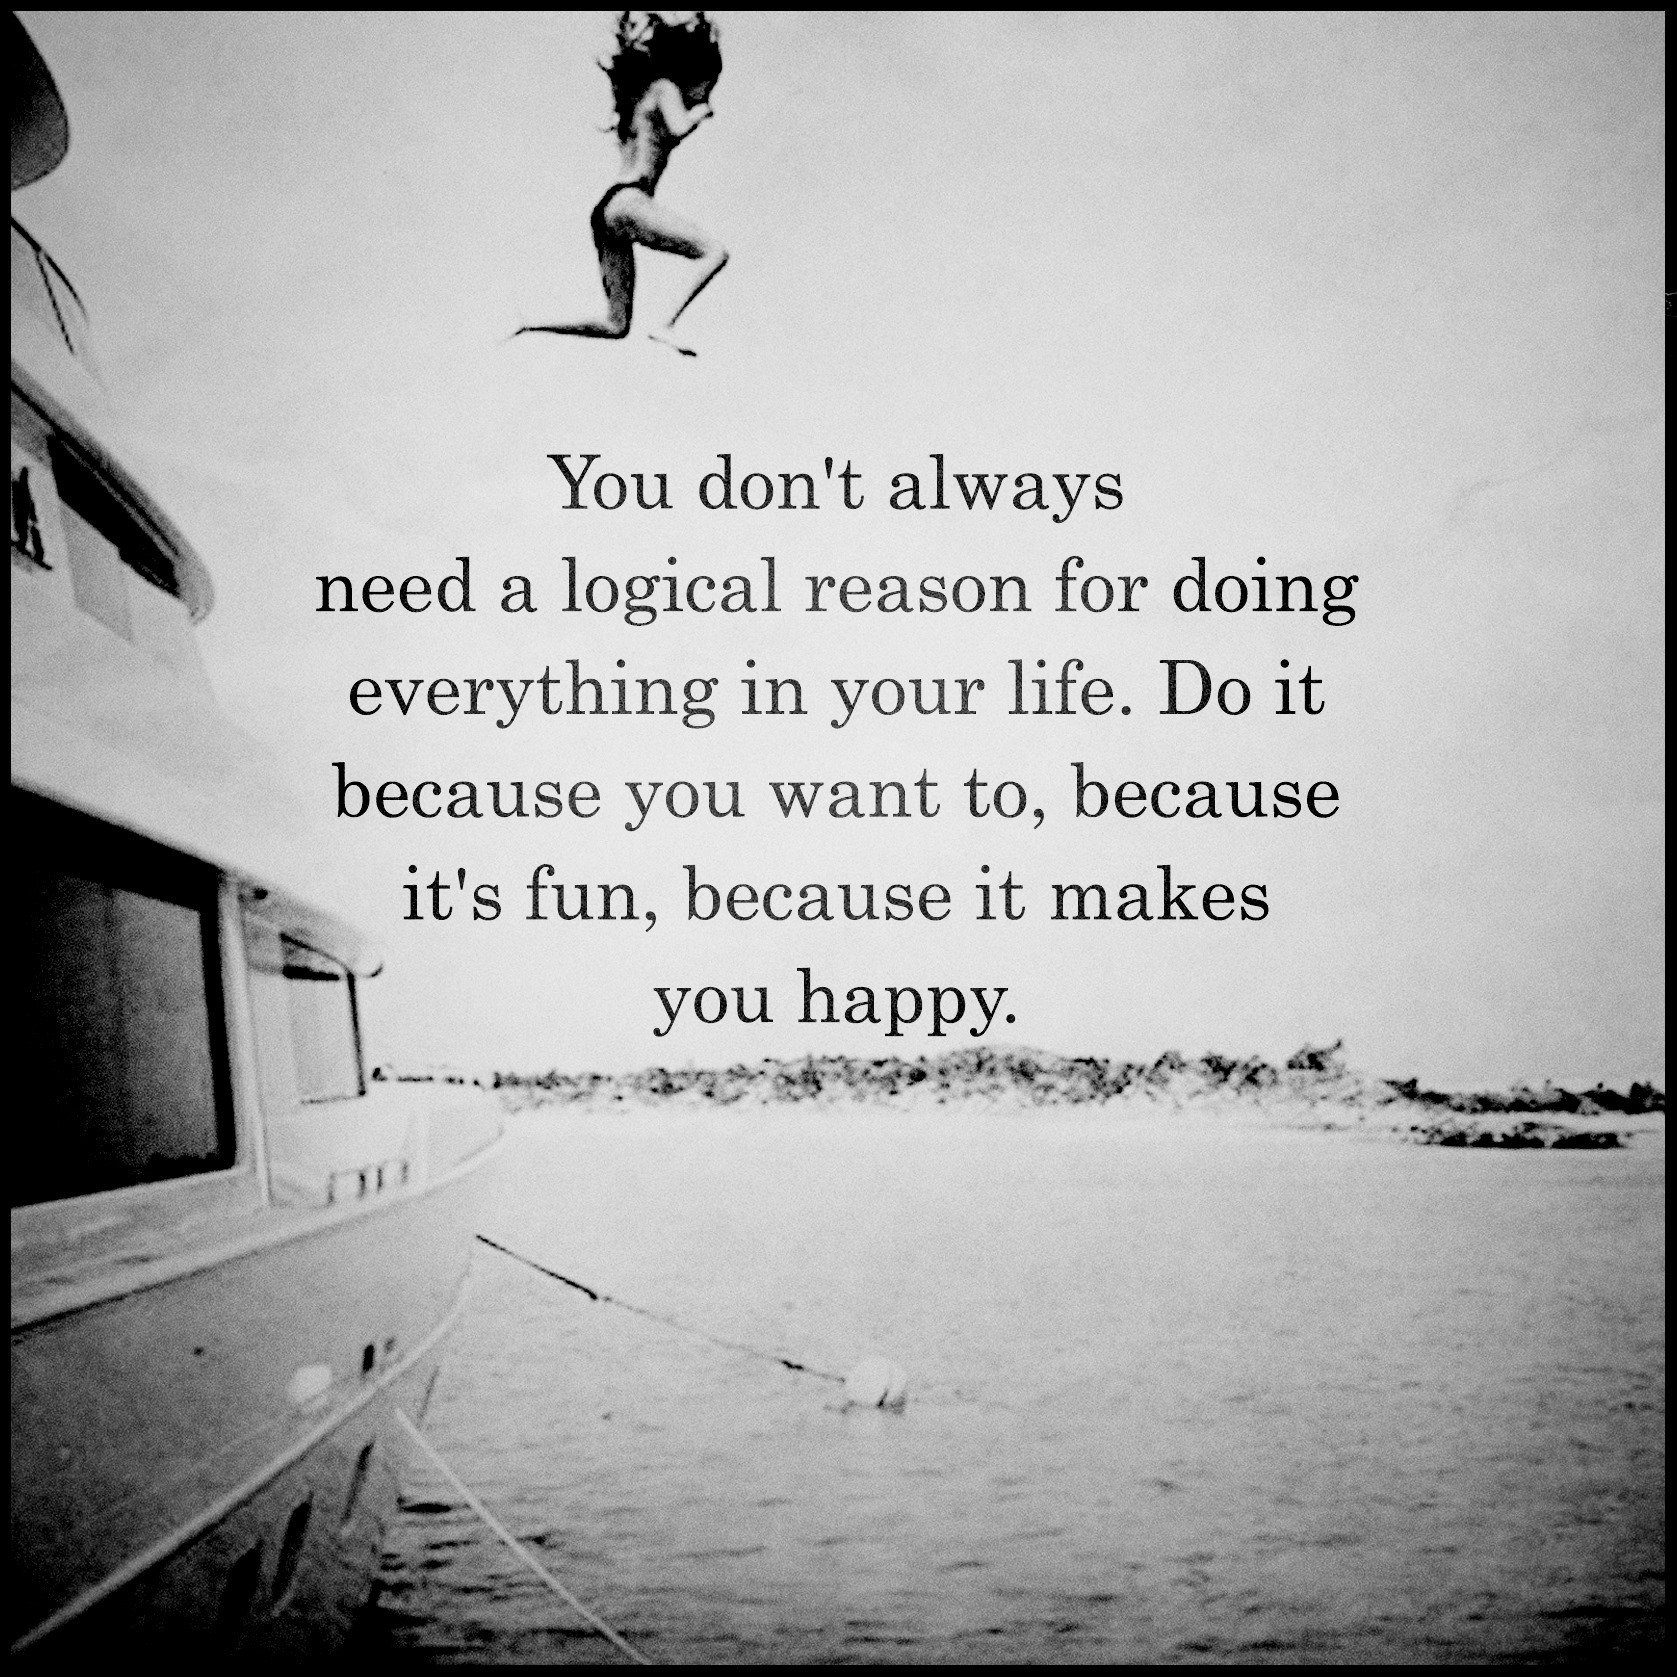 You don't always
need a logical reason for doing
everything in your life. Do it
because you want to, because
it's fun, because it makes
you happy.